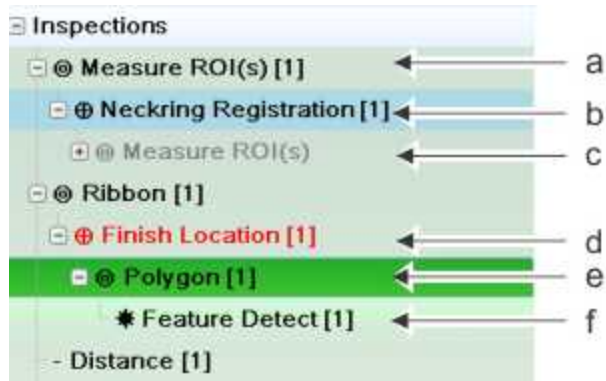 Inspections
Measure ROI(s) [1] a
Neckring Registration [1] b
Measure ROI(s) c
Ribbon [1]
Finish Location [1] d
Polygon [1] e
Feature Detect [1] f
- Distance [1]